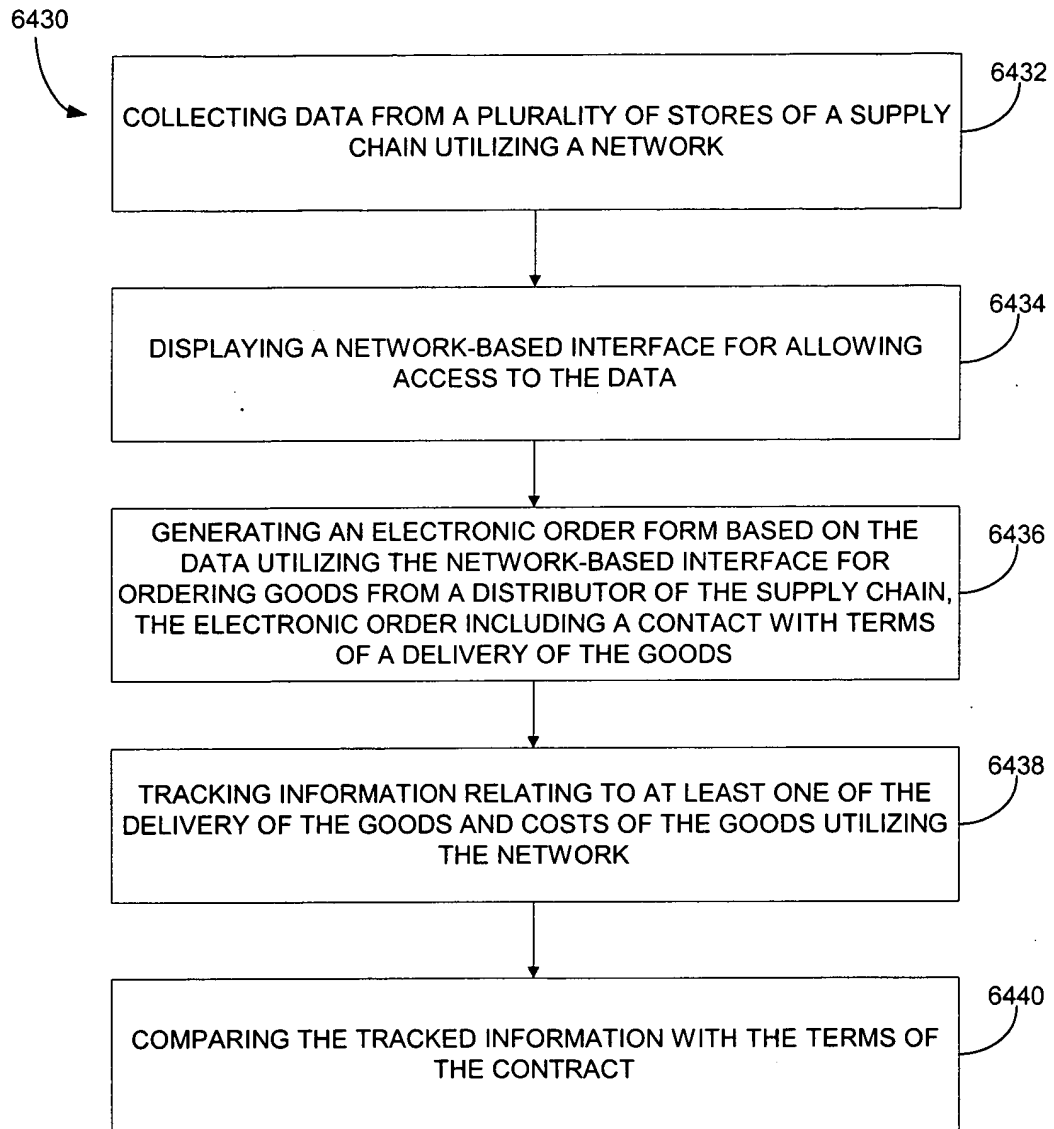 6430
6432
COLLECTING DATA FROM A PLURALITY OF STORES OF A SUPPLY
CHAIN UTILIZING A NETWORK
6434
DISPLAYING A NETWORK-BASED INTERFACE FOR ALLOWING
ACCESS TO THE DATA
6436
GENERATING AN ELECTRONIC ORDER FORM BASED ON THE
DATA UTILIZING THE NETWORK-BASED INTERFACE FOR
ORDERING GOODS FROM A DISTRIBUTOR OF THE SUPPLY CHAIN,
THE ELECTRONIC ORDER INCLUDING A CONTACT WITH TERMS
OF A DELIVERY OF THE GOODS
6438
TRACKING INFORMATION RELATING TO AT LEAST ONE OF THE
DELIVERY OF THE GOODS AND COSTS OF THE GOODS UTILIZING
THE NETWORK
6440
COMPARING THE TRACKED INFORMATION WITH THE TERMS OF
THE CONTRACT